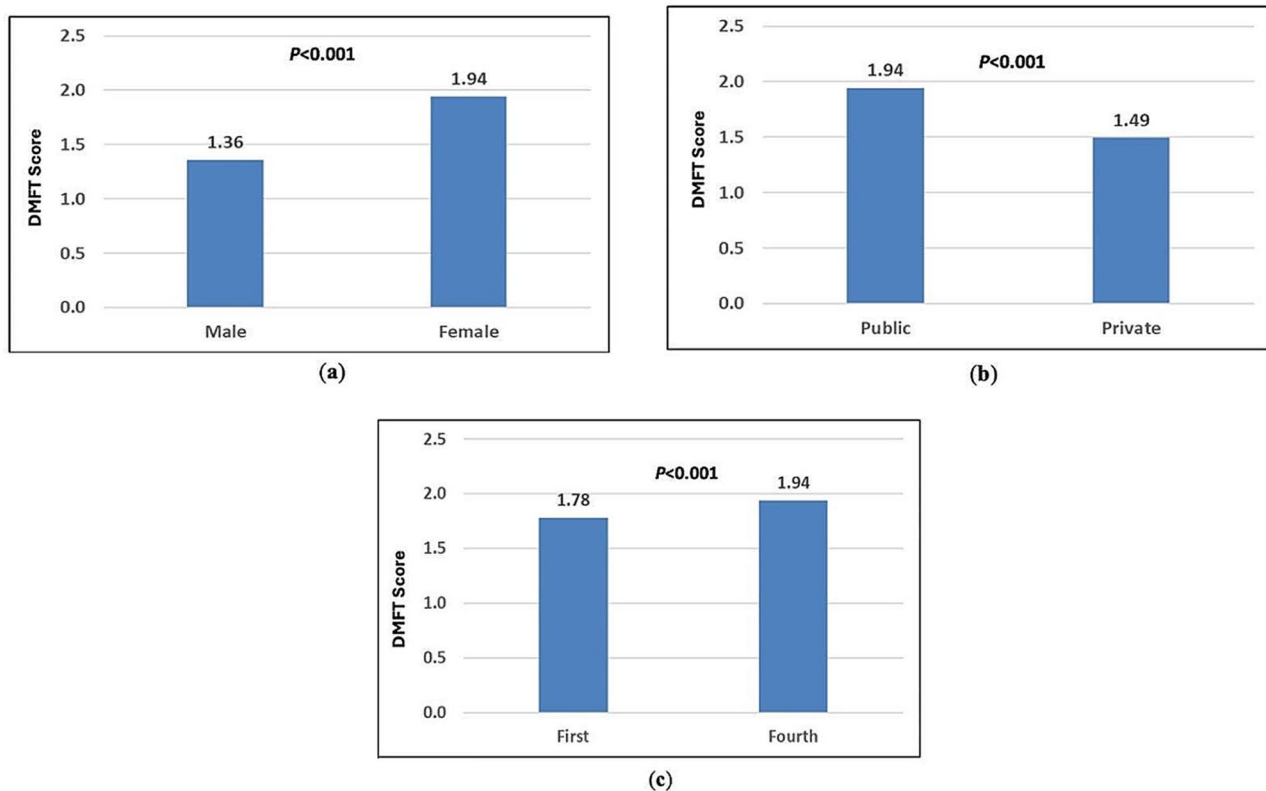 2.5
P<0.001
1.94
2.0
1.36
1.5
DMFT Score
1.0
0.5
0.0
Male Female
(a)
2.5
P<0.001
1.94
2.0
1.49
1.5
DMFT Score
1.0
0.5
0.0
Public Private
(b)
2.5
P<0.001
1.94
1.78
2.0
1.5
DMFT Score
1.0
0.5
0.0
First Fourth
(c)